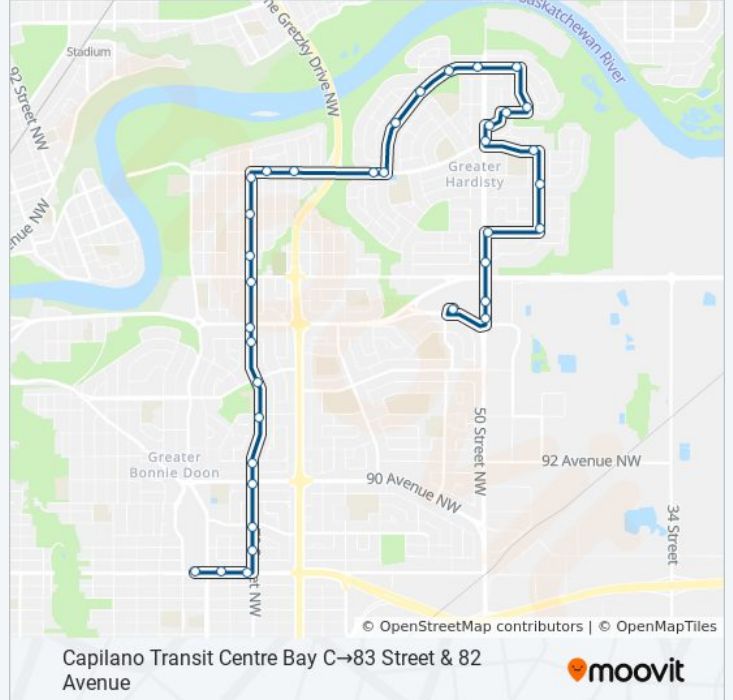 Saskatchewan
River
ne Gretzky Drive NW
Stadium
92 Street NW
enue NW
Greater
Hardisty
50 Street NW
Greater
Bonnie Doon
90 Avenue NW
92 Avenue NW
34 Street
et NW
© OpenStreetMap contributors | © OpenMapTiles
Capilano Transit Centre Bay C→83 Street & 82
Avenue
moovit